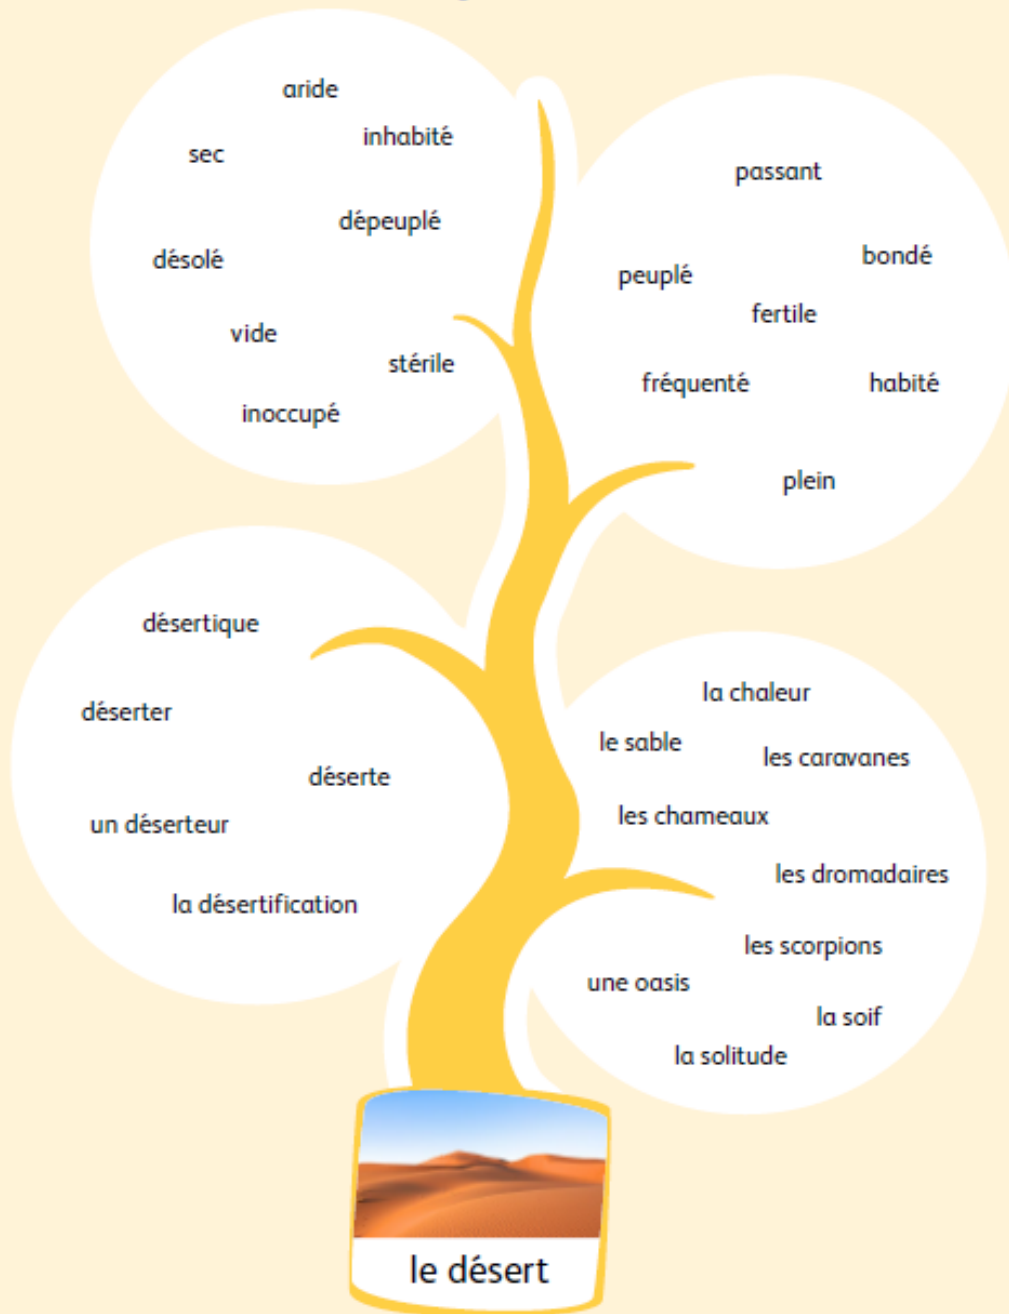 aride
inhabité
sec
dépeuplé
désolé
vide
stérile
inoccupé
passant
bondé
peuplé
fertile
fréquenté
habité
plein
désertique
déserter
déserte
un déserteur
la désertification
la chaleur
le sable
les caravanes
les chameaux
les dromadaires
les scorpions
une oasis
la soif
la solitude
le désert